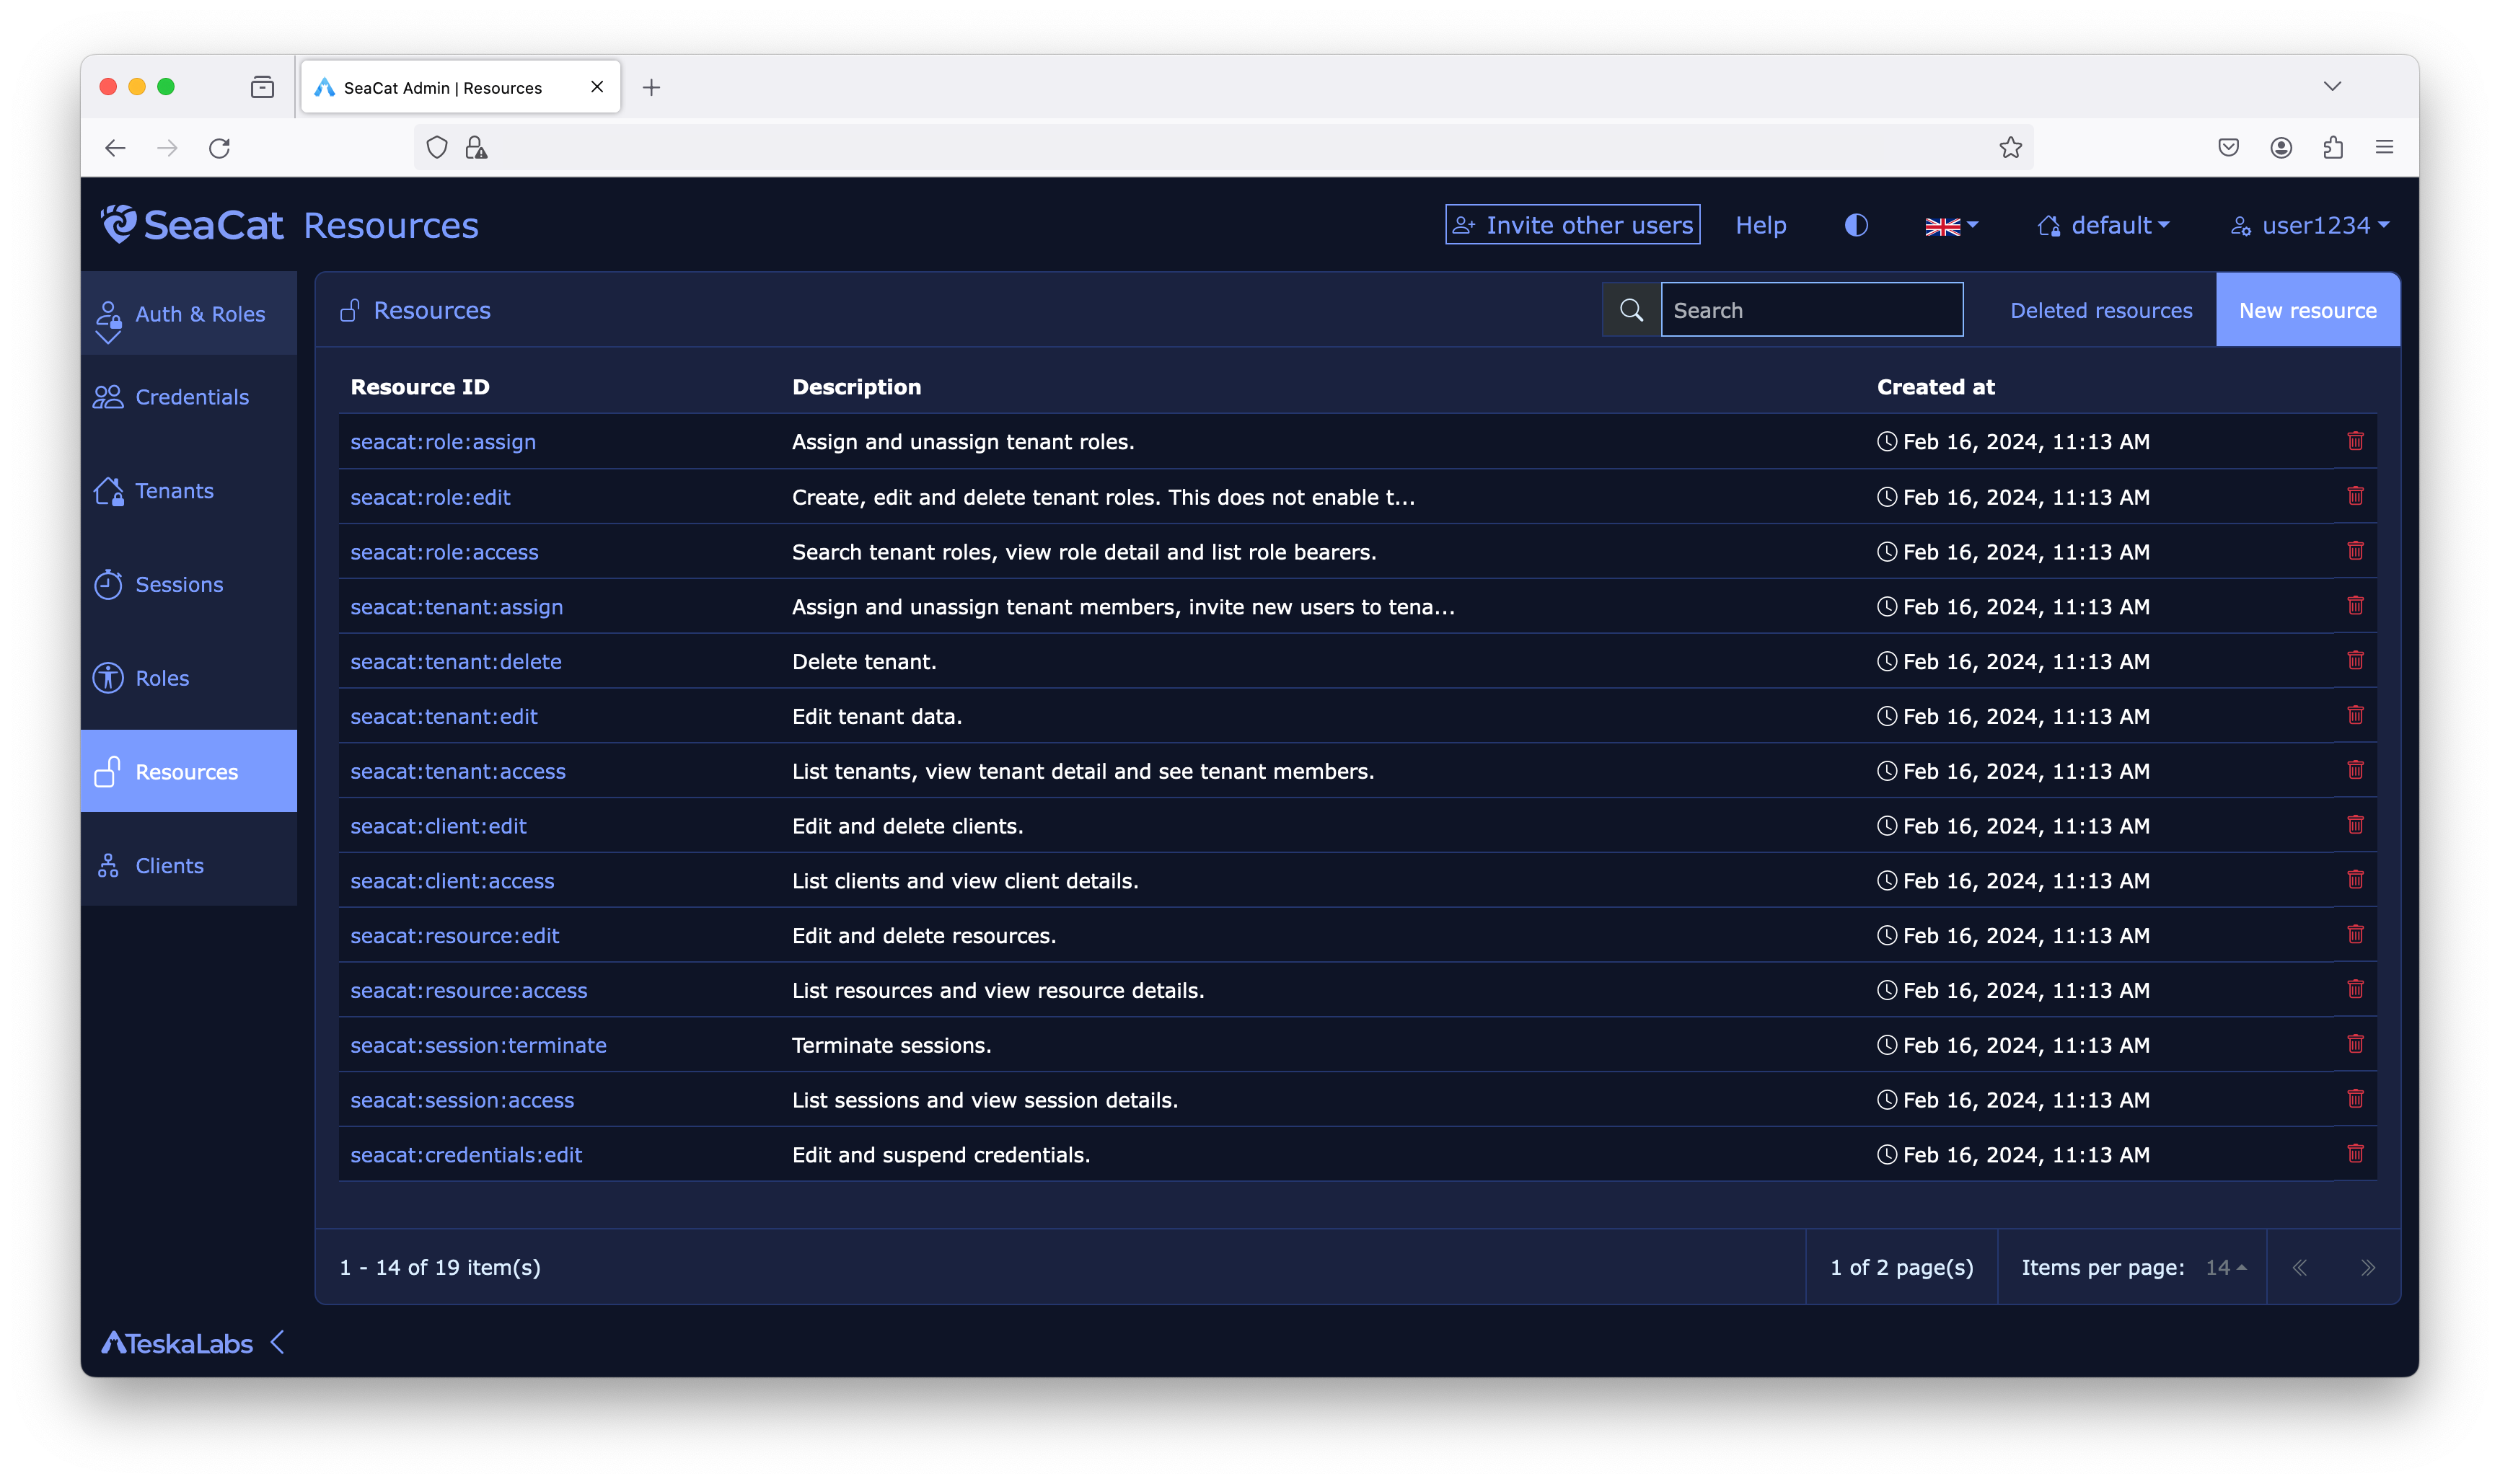 SeaCat Admin | Resources
SeaCat Resources Invite other users Help default user1234
Auth & Roles
Credentials
Tenants
Sessions
Roles
Resources
Clients
Resources Search Deleted resources New resource
Resource ID Description Created at
seacat:role:assign Assign and unassign tenant roles. Feb 16, 2024, 11:13 AM
seacat:role:edit Create, edit and delete tenant roles. This does not enable t... Feb 16, 2024, 11:13 AM
seacat:role:access Search tenant roles, view role detail and list role bearers. Feb 16, 2024, 11:13 AM
seacat:tenant:assign Assign and unassign tenant members, invite new users to tena... Feb 16, 2024, 11:13 AM
seacat:tenant:delete Delete tenant. Feb 16, 2024, 11:13 AM
seacat:tenant:edit Edit tenant data. Feb 16, 2024, 11:13 AM
seacat:tenant:access List tenants, view tenant detail and see tenant members. Feb 16, 2024, 11:13 AM
seacat:client:edit Edit and delete clients. Feb 16, 2024, 11:13 AM
seacat:client:access List clients and view client details. Feb 16, 2024, 11:13 AM
seacat:resource:edit Edit and delete resources. Feb 16, 2024, 11:13 AM
seacat:resource:access List resources and view resource details. Feb 16, 2024, 11:13 AM
seacat:session:terminate Terminate sessions. Feb 16, 2024, 11:13 AM
seacat:session:access List sessions and view session details. Feb 16, 2024, 11:13 AM
seacat:credentials:edit Edit and suspend credentials. Feb 16, 2024, 11:13 AM
1 - 14 of 19 item(s) 1 of 2 page(s) Items per page: 14
TeskaLabs